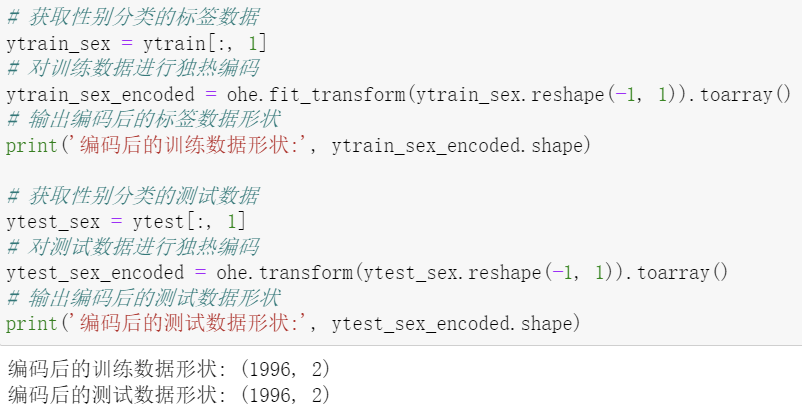 # 获取性别分类的标签数据
ytrain_sex = ytrain[:, 1]
# 对训练数据进行独热编码
ytrain_sex_encoded = ohe.fit_transform(ytrain_sex.reshape(-1, 1)).toarray()
# 输出编码后的标签数据形状
print('编码后的训练数据形状:', ytrain_sex_encoded.shape)

# 获取性别分类的测试数据
ytest_sex = ytest[:, 1]
# 对测试数据进行独热编码
ytest_sex_encoded = ohe.transform(ytest_sex.reshape(-1, 1)).toarray()
# 输出编码后的测试数据形状
print('编码后的测试数据形状:', ytest_sex_encoded.shape)

编码后的训练数据形状: (1996, 2)
编码后的测试数据形状: (1996, 2)